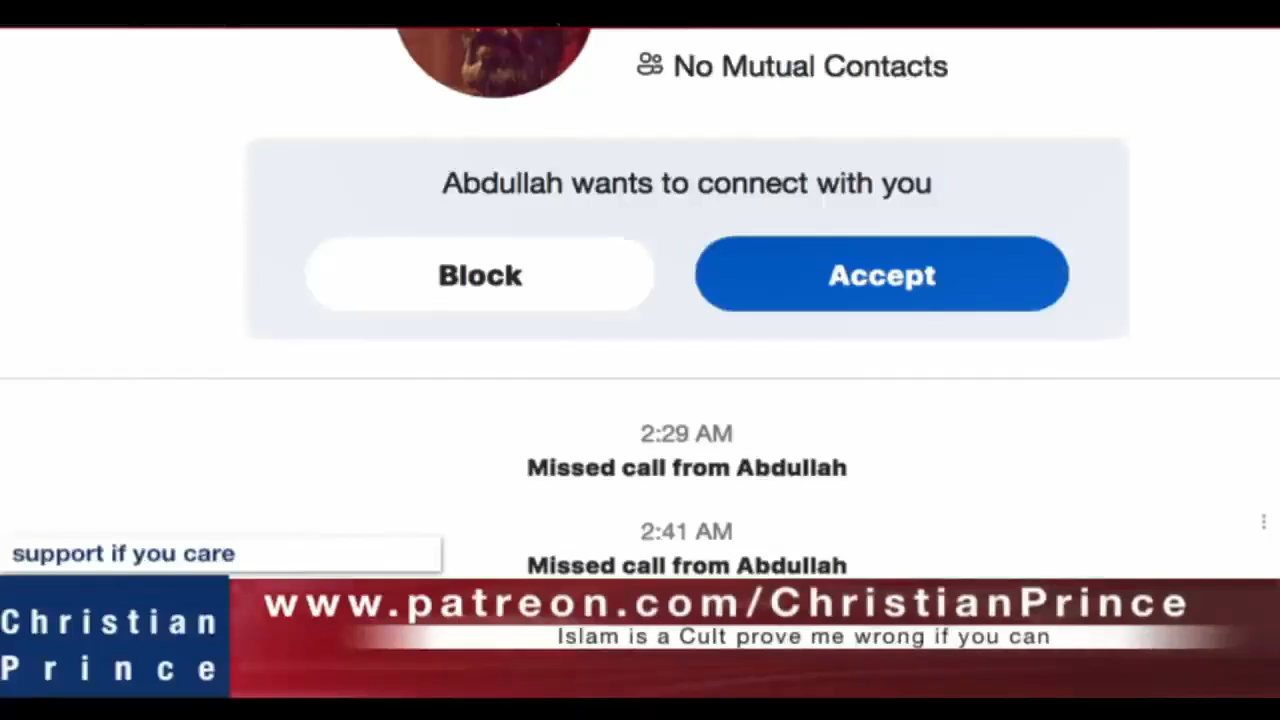 No Mutual Contacts
Abdullah wants to connect with you
Block
Accept
2:29 AM
Missed call from Abdullah
2:41 AM
Missed call from Abdullah
support if you care
Christian
Prince
www.patreon.com/ChristianPrince
Islam is a Cult prove me wrong if you can